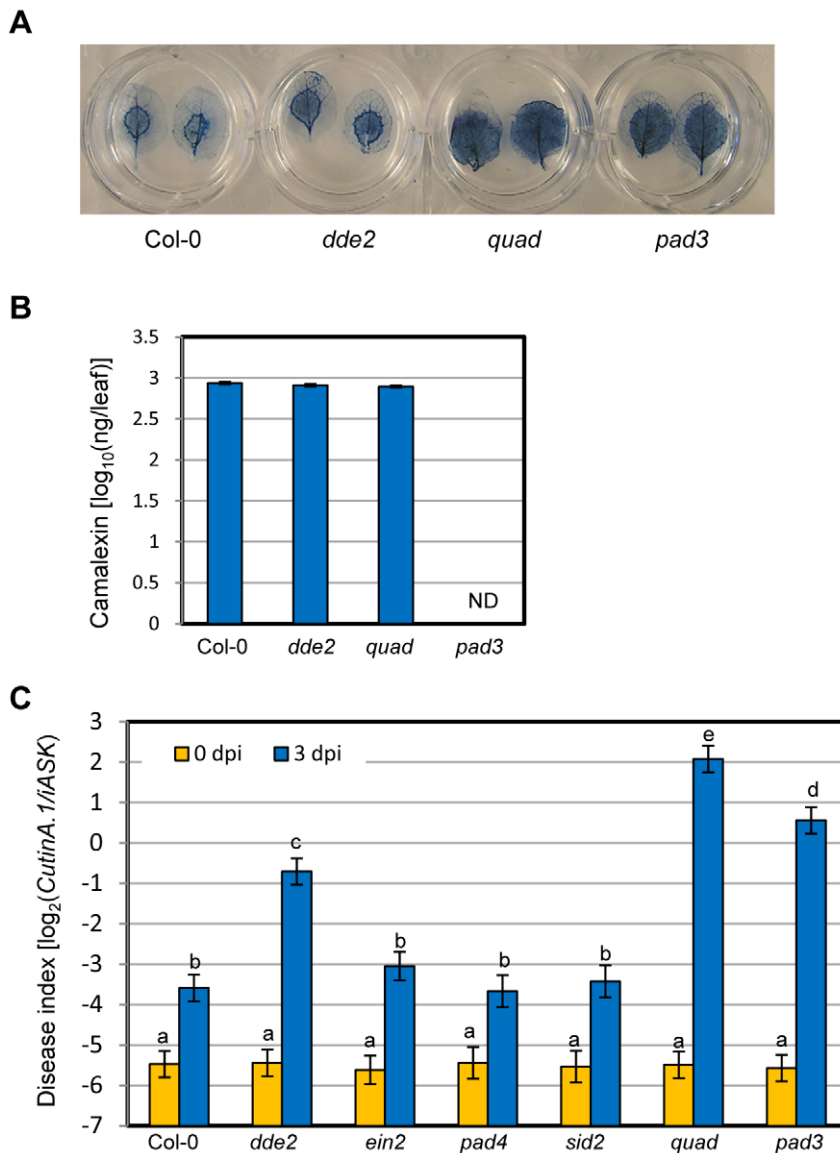 A
Col-0 dde2 quad pad3
B
Camalexin [log10(ng/leaf)]
3.5
3
2.5
2
1.5
1
0.5
0
ND
Col-0 dde2 quad pad3
C
Disease index [log2(CutinA.1/iASK)]
3
2
1
0
-1
-2
-3
-4
-5
-6
-7
0 dpi 3 dpi
a b a c a b a b a b a e a d
Col-0 dde2 ein2 pad4 sid2 quad pad3